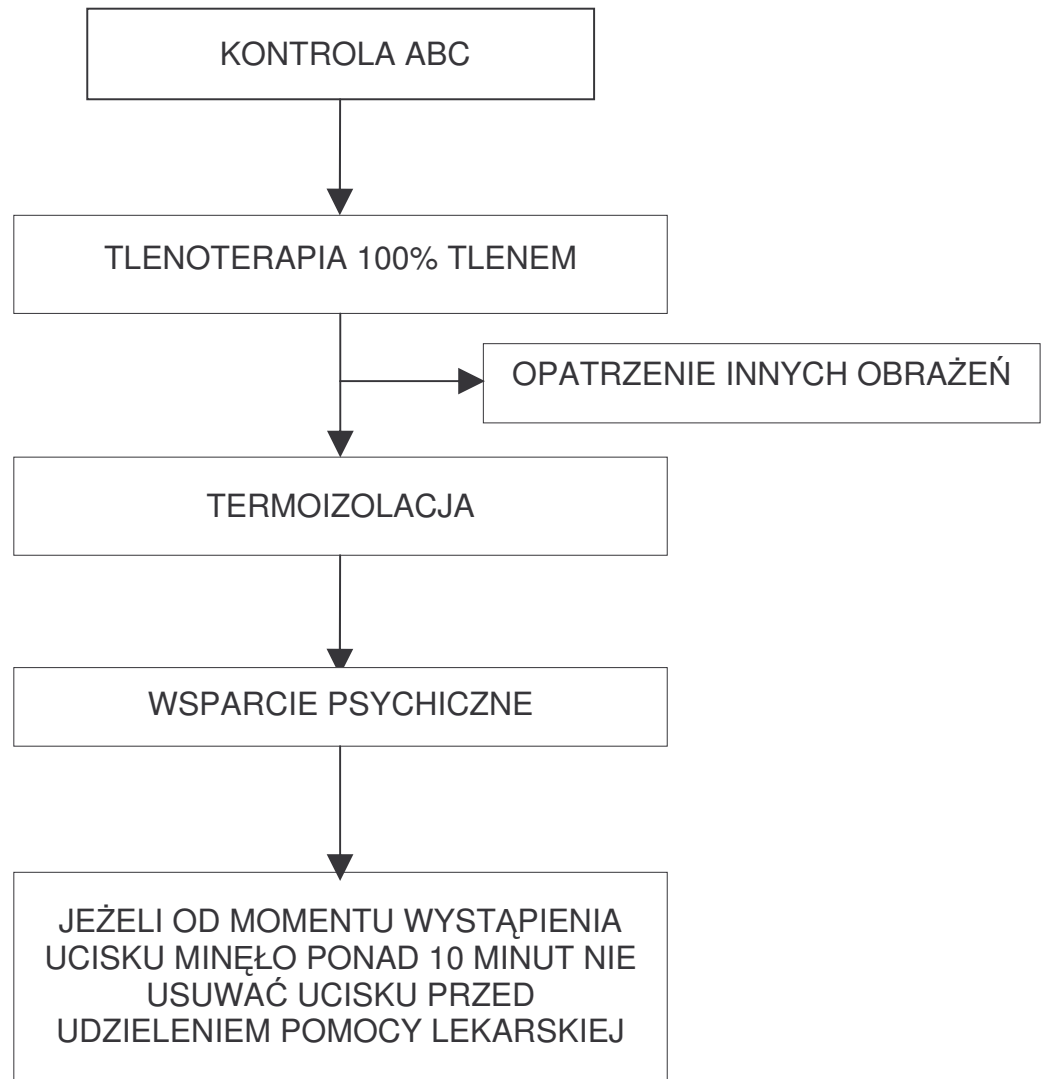 KONTROLA ABC
TLENOTERAPIA 100% TLENEM
OPATRZENIE INNYCH OBRAŻEŃ
TERMOIZOLACJA
WSPARCIE PSYCHICZNE
JEŻELI OD MOMENTU WYSTĄPIENIA
UCISKU MINĘŁO PONAD 10 MINUT NIE
USUWAĆ UCISKU PRZED
UDZIELENIEM POMOCY LEKARSKIEJ